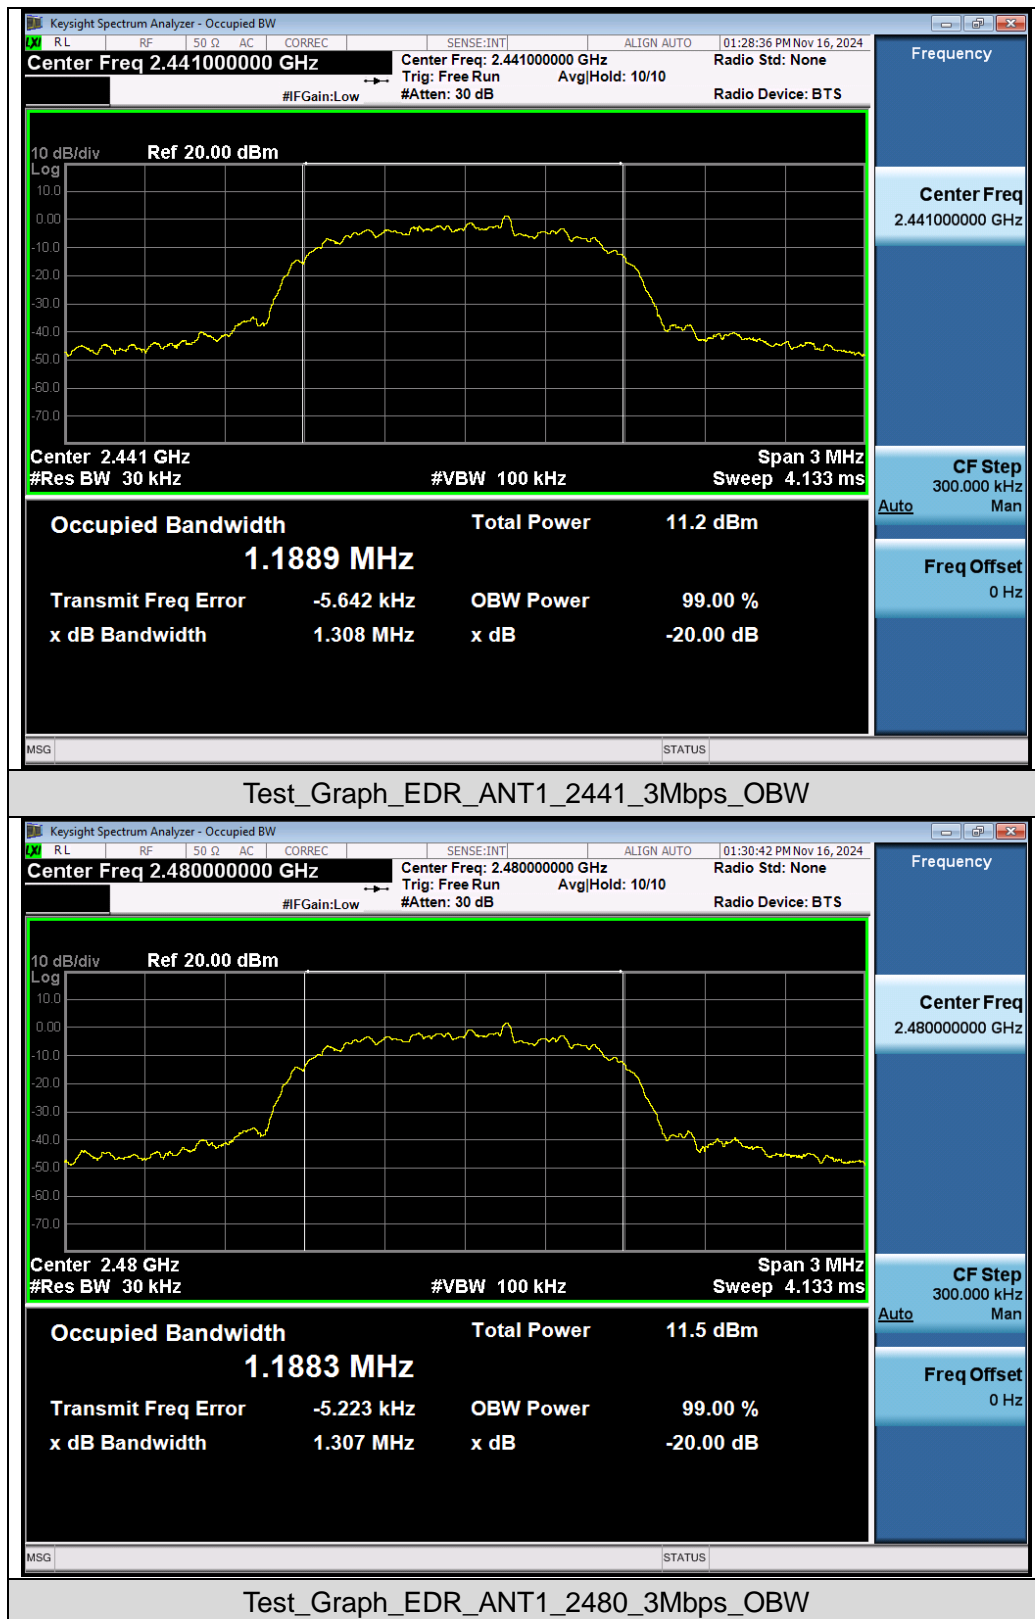 Keysight Spectrum Analyzer - Occupied BW
LXI RL RF 50 Ω AC CORREC SENSE:INT ALIGN AUTO 01:28:36 PM Nov 16, 2024
Center Freq 2.441000000 GHz
Center Freq: 2.441000000 GHz
Radio Std: None
Trig: Free Run Avg|Hold: 10/10
#IFGain:Low
#Atten: 30 dB
Radio Device: BTS
Frequency
10 dB/div Ref 20.00 dBm
Log
10.0
0.00
-10.0
-20.0
-30.0
-40.0
-50.0
-60.0
-70.0
Center Freq
2.441000000 GHz
Center 2.441 GHz Span 3 MHz
#Res BW 30 kHz #VBW 100 kHz Sweep 4.133 ms
CF Step
300.000 kHz
Auto Man
Freq Offset
0 Hz
Occupied Bandwidth Total Power 11.2 dBm
1.1889 MHz
Transmit Freq Error -5.642 kHz OBW Power 99.00 %
x dB Bandwidth 1.308 MHz x dB -20.00 dB
MSG STATUS
Test_Graph_EDR_ANT1_2441_3Mbps_OBW
Keysight Spectrum Analyzer - Occupied BW
LXI RL RF 50 Ω AC CORREC SENSE:INT ALIGN AUTO 01:30:42 PM Nov 16, 2024
Center Freq 2.480000000 GHz
Center Freq: 2.480000000 GHz
Radio Std: None
Trig: Free Run Avg|Hold: 10/10
#IFGain:Low
#Atten: 30 dB
Radio Device: BTS
Frequency
10 dB/div Ref 20.00 dBm
Log
10.0
0.00
-10.0
-20.0
-30.0
-40.0
-50.0
-60.0
-70.0
Center Freq
2.480000000 GHz
Center 2.48 GHz Span 3 MHz
#Res BW 30 kHz #VBW 100 kHz Sweep 4.133 ms
CF Step
300.000 kHz
Auto Man
Freq Offset
0 Hz
Occupied Bandwidth Total Power 11.5 dBm
1.1883 MHz
Transmit Freq Error -5.223 kHz OBW Power 99.00 %
x dB Bandwidth 1.307 MHz x dB -20.00 dB
MSG STATUS
Test_Graph_EDR_ANT1_2480_3Mbps_OBW